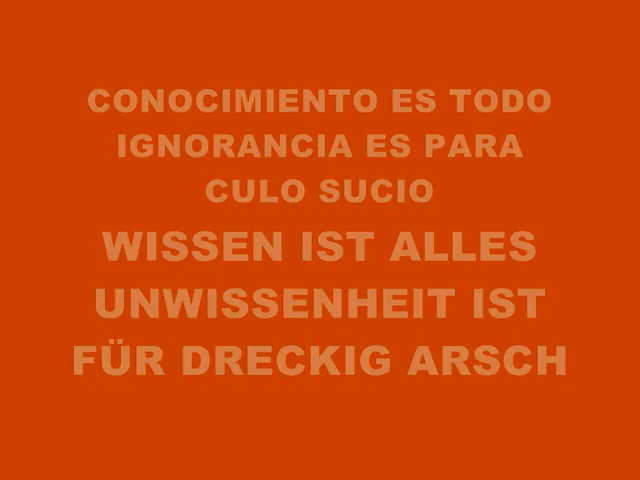 CONOCIMIENTO ES TODO
IGNORANCIA ES PARA
CULO SUCIO
WISSEN IST ALLES
UNWISSENHEIT IST
FÜR DRECKIG ARSCH